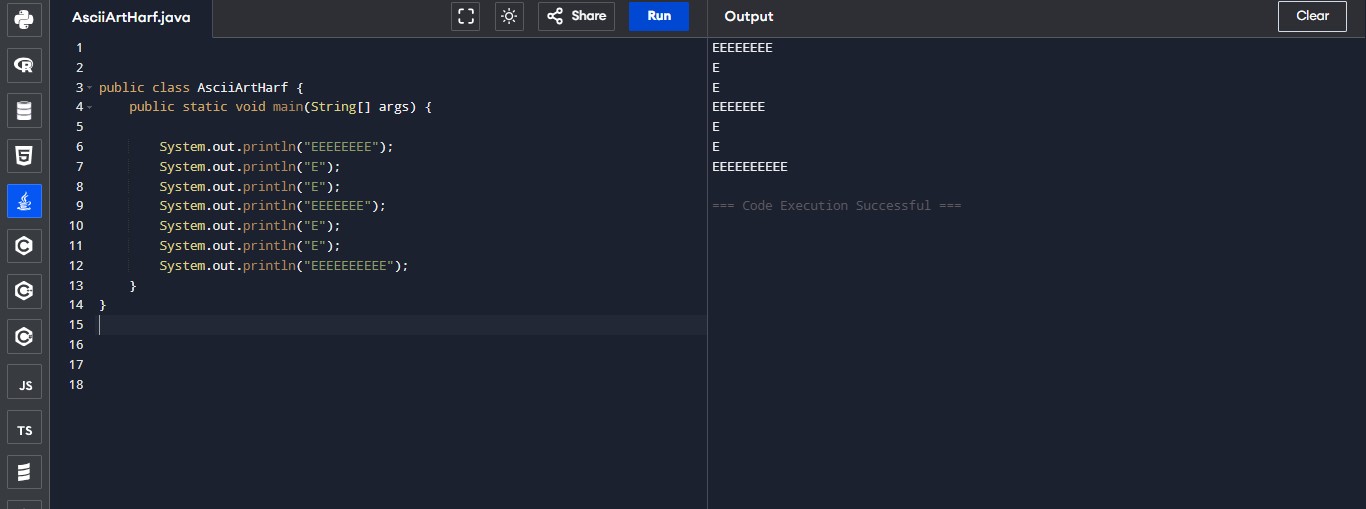 AsciiArtHarf.java
Share
Run
Output
Clear
1
2
3 public class AsciiArtHarf {
4 public static void main(String[] args) {
5
6 System.out.println("EEEEEEEE");
7 System.out.println("E");
8 System.out.println("E");
9 System.out.println("EEEEEEE");
10 System.out.println("E");
11 System.out.println("E");
12 System.out.println("EEEEEEEEEE");
13 }
14 }
15
16
17
18
EEEEEEEE
E
E
EEEEEEE
E
E
EEEEEEEEEE
=== Code Execution Successful ===
R
5
C
C
C
JS
TS